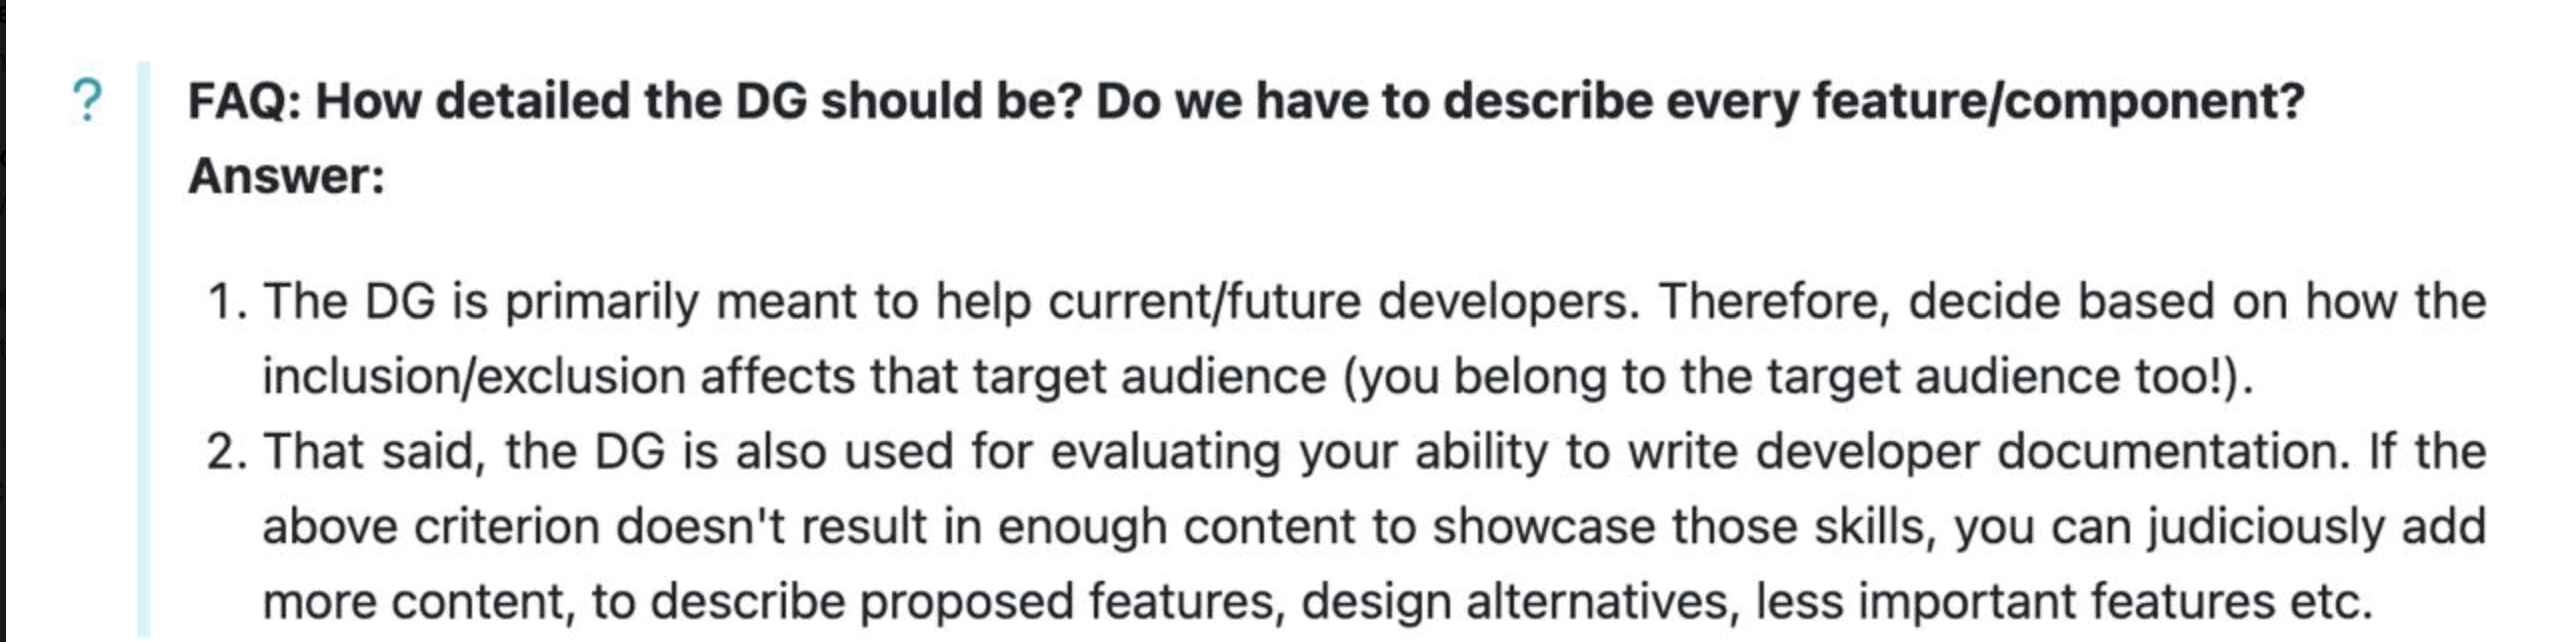 ?
FAQ: How detailed the DG should be? Do we have to describe every feature/component?
Answer:
1. The DG is primarily meant to help current/future developers. Therefore, decide based on how the
inclusion/exclusion affects that target audience (you belong to the target audience too!).
2. That said, the DG is also used for evaluating your ability to write developer documentation. If the
above criterion doesn't result in enough content to showcase those skills, you can judiciously add
more content, to describe proposed features, design alternatives, less important features etc.